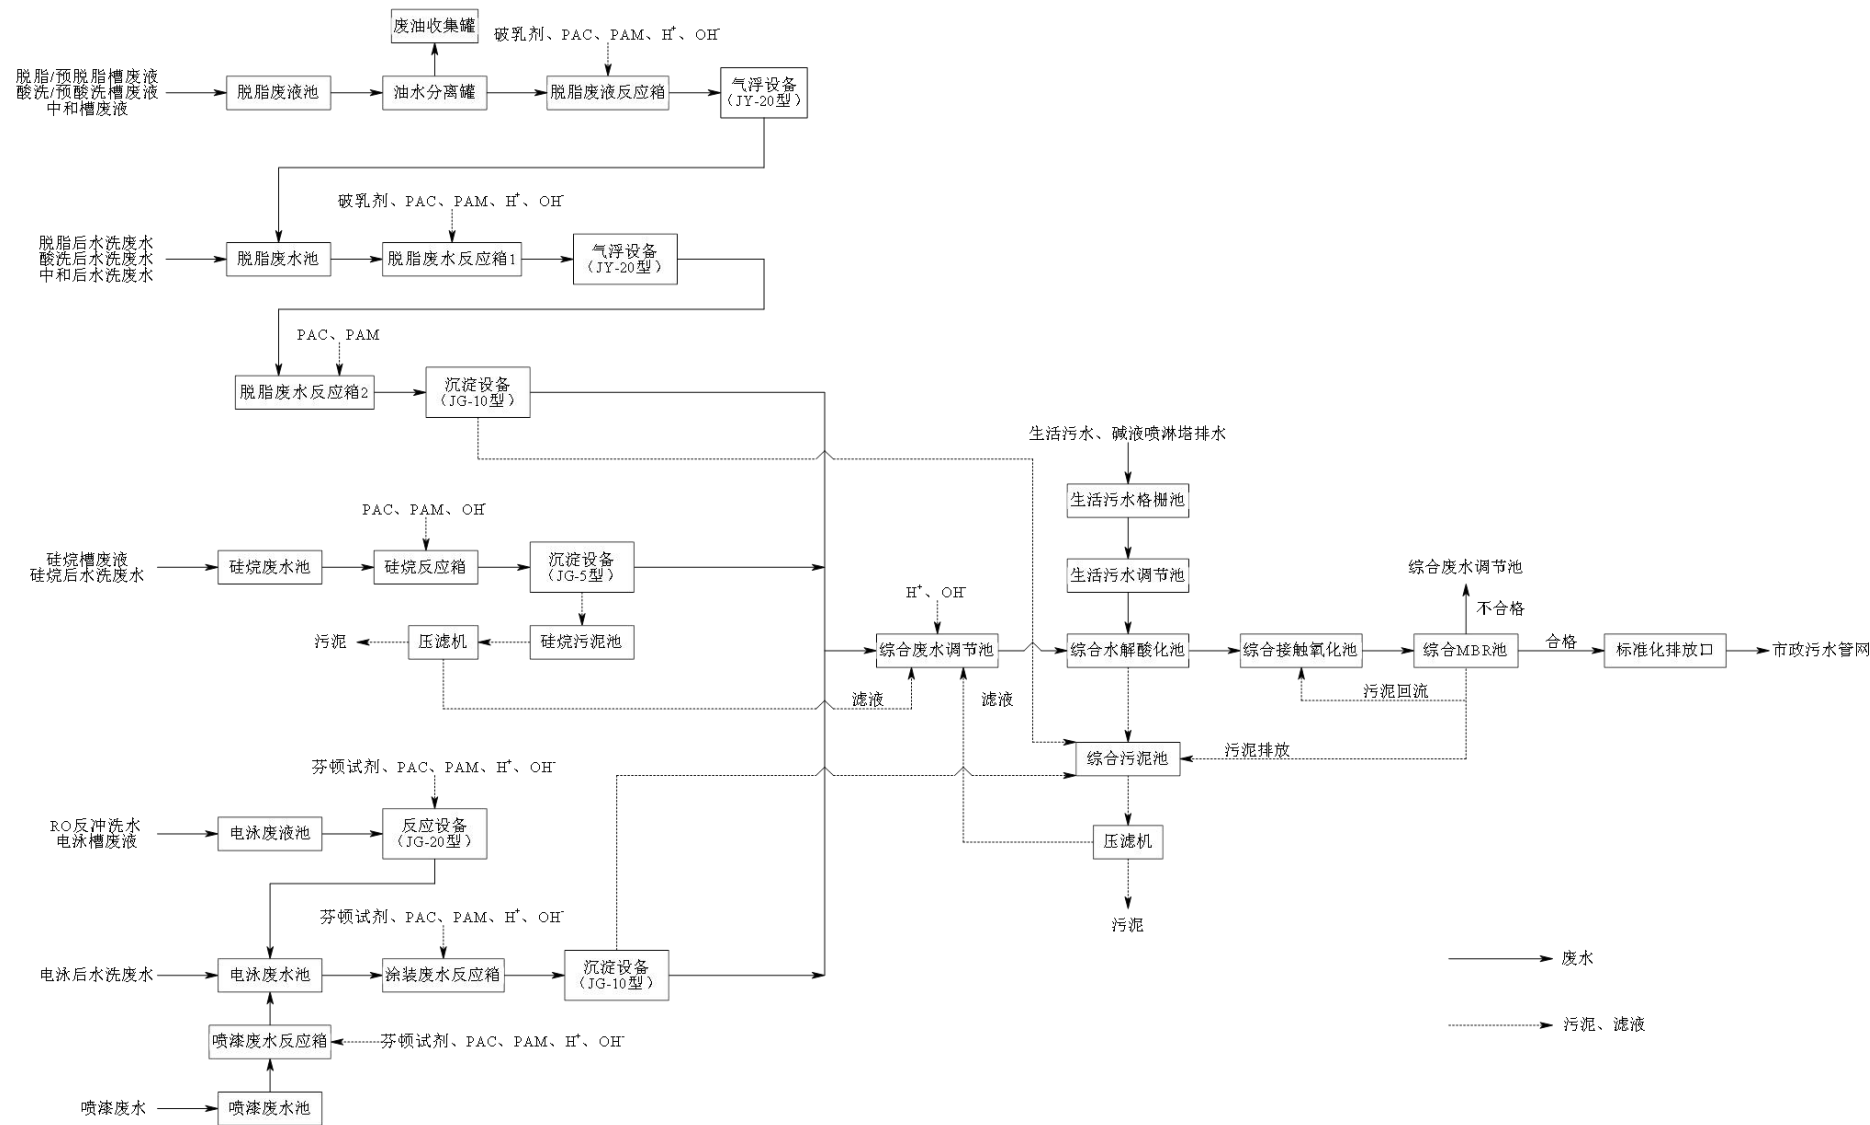 废油收集罐
破乳剂、PAC、PAM、H⁺、OH⁻
脱脂/预脱脂槽废液
酸洗/预酸洗槽废液
中和槽废液
脱脂废液池
油水分离罐
脱脂废液反应箱
气浮设备
（JY-20型）
破乳剂、PAC、PAM、H⁺、OH⁻
脱脂后水洗废水
酸洗后水洗废水
中和后水洗废水
脱脂废水池
脱脂废水反应箱1
气浮设备
（JY-20型）
PAC、PAM
脱脂废水反应箱2
沉淀设备
（JG-10型）
生活污水、碱液喷淋塔排水
生活污水格栅池
PAC、PAM、OH⁻
硅烷槽废液
硅烷后水洗废水
硅烷废水池
硅烷反应箱
沉淀设备
（JG-5型）
生活污水调节池
综合废水调节池
不合格
H⁺、OH⁻
污泥
压滤机
硅烷污泥池
综合废水调节池
综合水解酸化池
综合接触氧化池
综合MBR池
合格
标准化排放口
市政污水管网
滤液
滤液
污泥回流
综合污泥池
污泥排放
芬顿试剂、PAC、PAM、H⁺、OH⁻
RO反冲洗水
电泳槽废液
电泳废液池
反应设备
（JG-20型）
压滤机
污泥
芬顿试剂、PAC、PAM、H⁺、OH⁻
电泳后水洗废水
电泳废水池
涂装废水反应箱
沉淀设备
（JG-10型）
废水
喷漆废水反应箱
芬顿试剂、PAC、PAM、H⁺、OH⁻
污泥、滤液
喷漆废水
喷漆废水池